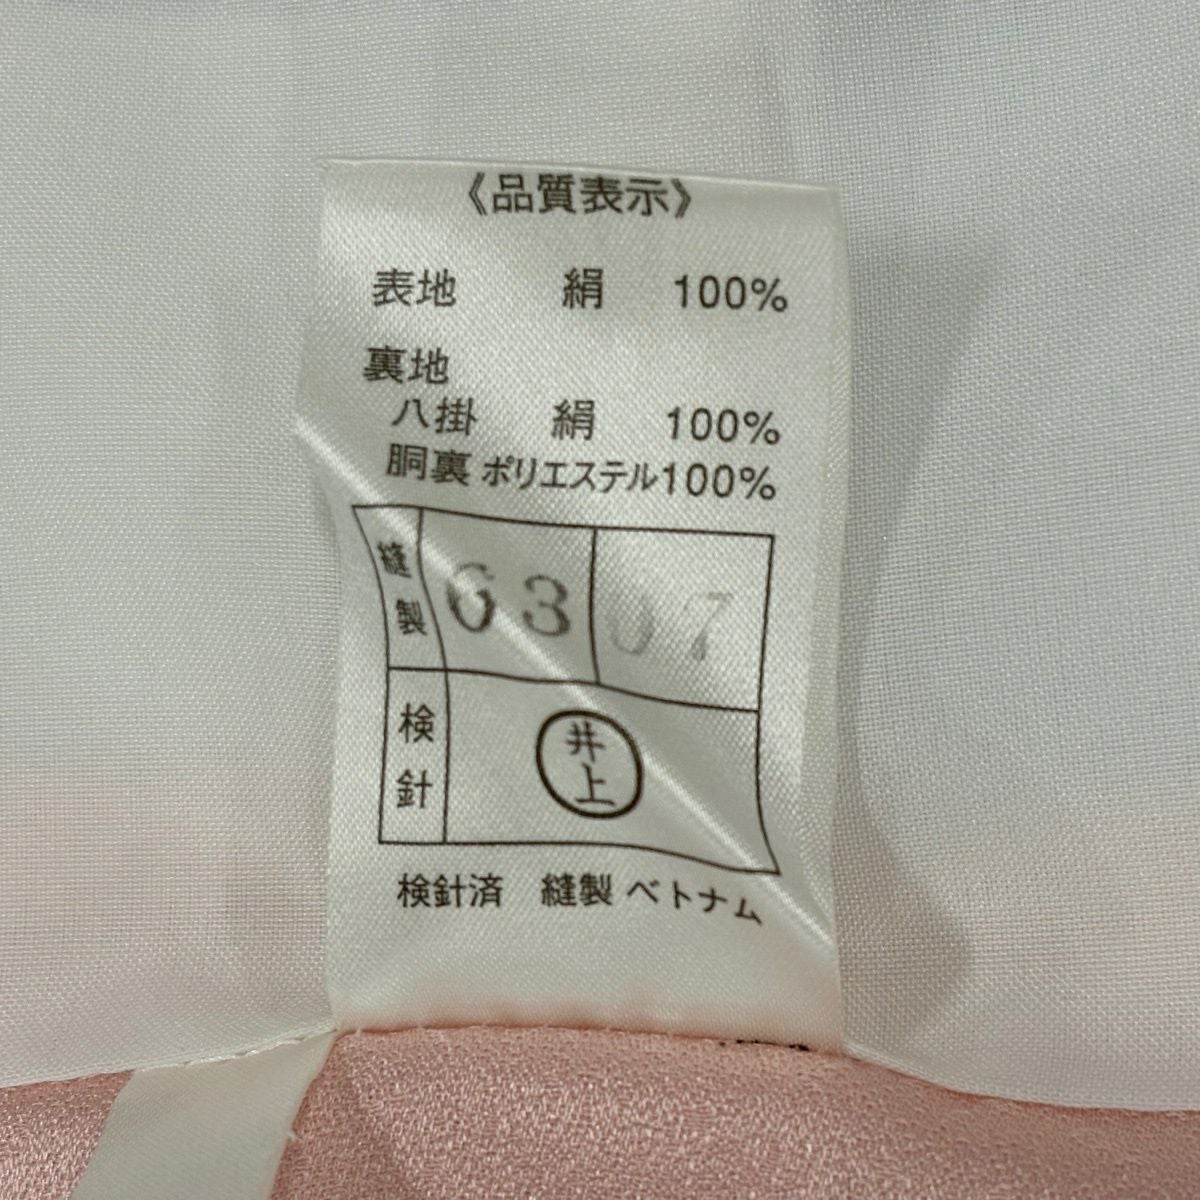 《品質表示》
表地 絹 100%
裏地
八掛 絹 100%
胴裏 ポリエステル100%
縫製 63 07
検針 井上
検針済 縫製 ベトナム